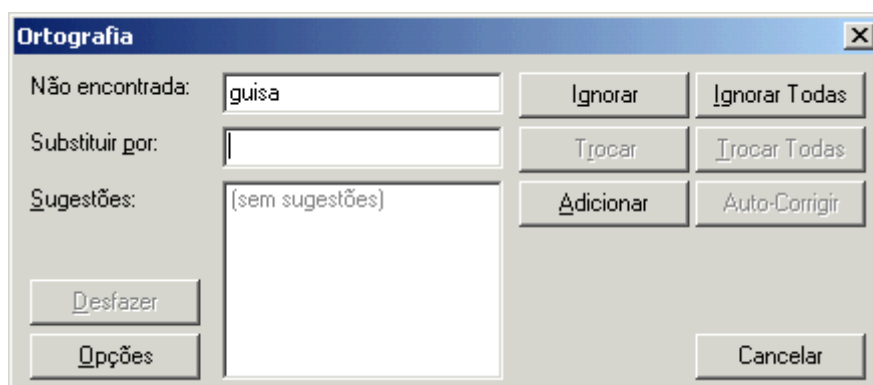 Ortografia
Não encontrada: guisa Ignorar Ignorar Todas
Substituir por: Trocar Trocar Todas
Sugestões: (sem sugestões) Adicionar Auto-Corrigir
Desfazer
Opções Cancelar